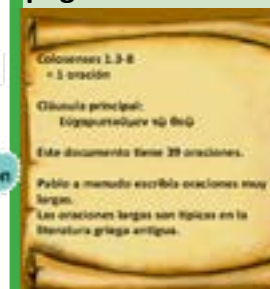 Colosenses 1.3-8
= 1 oración
Cláusula principal:
Εὐχαριστοῦμεν τῷ θεῷ
Este documento tiene 39 oraciones.
Pablo a menudo escribía oraciones muy
largas.
Las oraciones largas son típicas en la
literatura griega antigua.